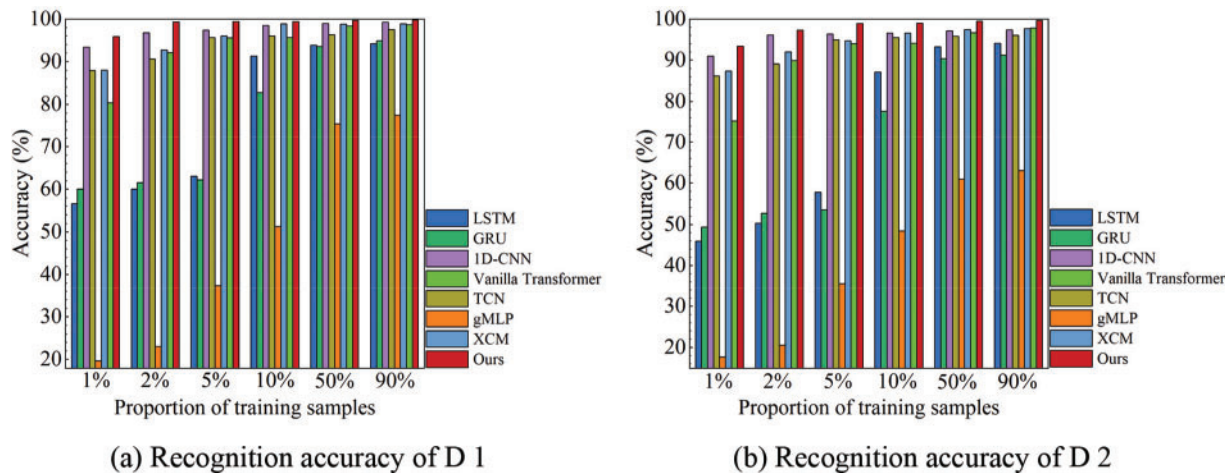 100
90
80
70
60
50
40
30
20
Accuracy (%)
1% 2% 5% 10% 50% 90%
Proportion of training samples
LSTM
GRU
1D-CNN
Vanilla Transformer
TCN
gMLP
XCM
Ours
(a) Recognition accuracy of D 1
100
90
80
70
60
50
40
30
20
Accuracy (%)
1% 2% 5% 10% 50% 90%
Proportion of training samples
LSTM
GRU
1D-CNN
Vanilla Transformer
TCN
gMLP
XCM
Ours
(b) Recognition accuracy of D 2